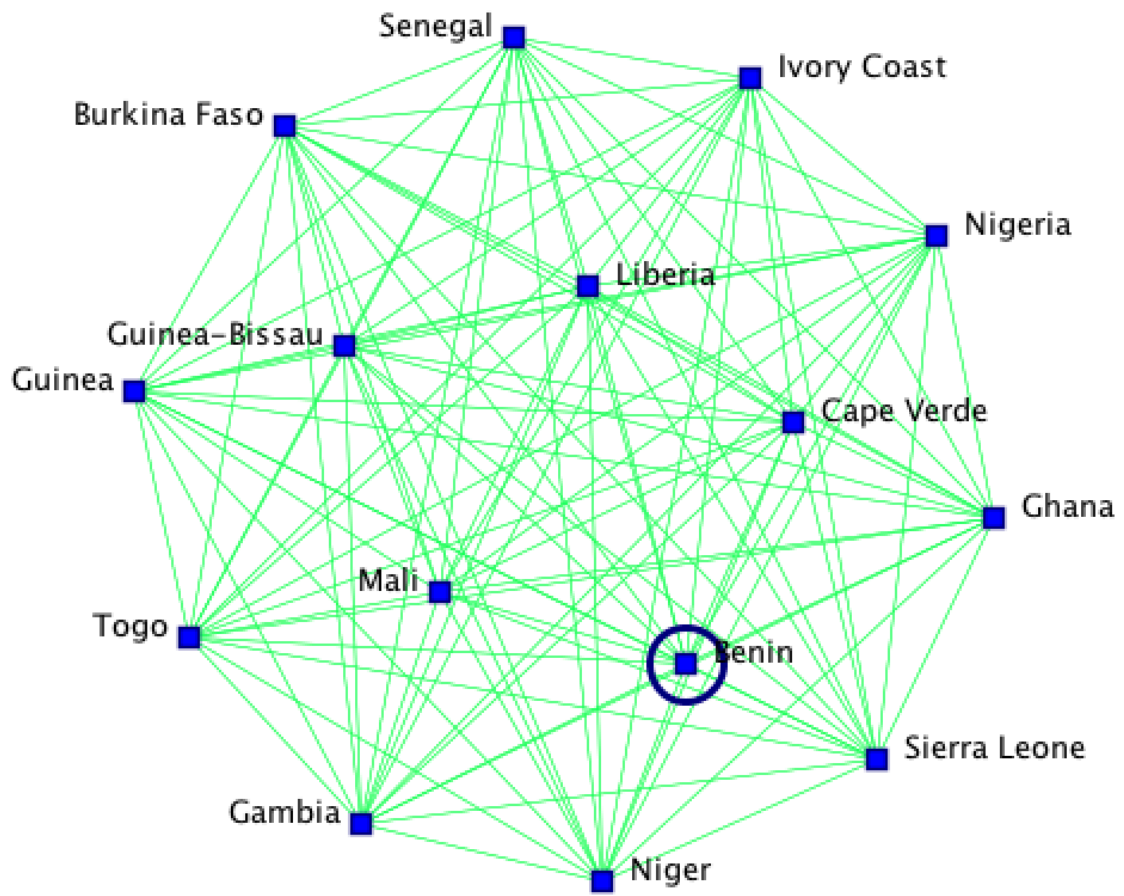 Senegal
Ivory Coast
Burkina Faso
Nigeria
Liberia
Guinea-Bissau
Guinea
Cape Verde
Ghana
Mali
Togo
Benin
Sierra Leone
Gambia
Niger